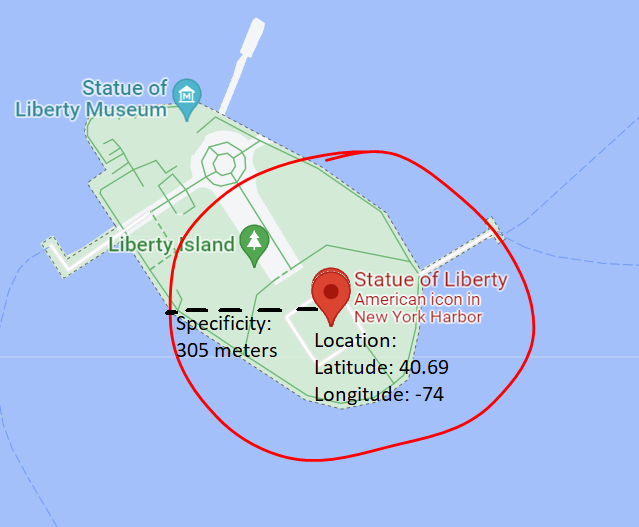 Statue of
Liberty Museum
Liberty Island
Statue of Liberty
American icon in
New York Harbor
Specificity:
305 meters
Location:
Latitude: 40.69
Longitude: -74